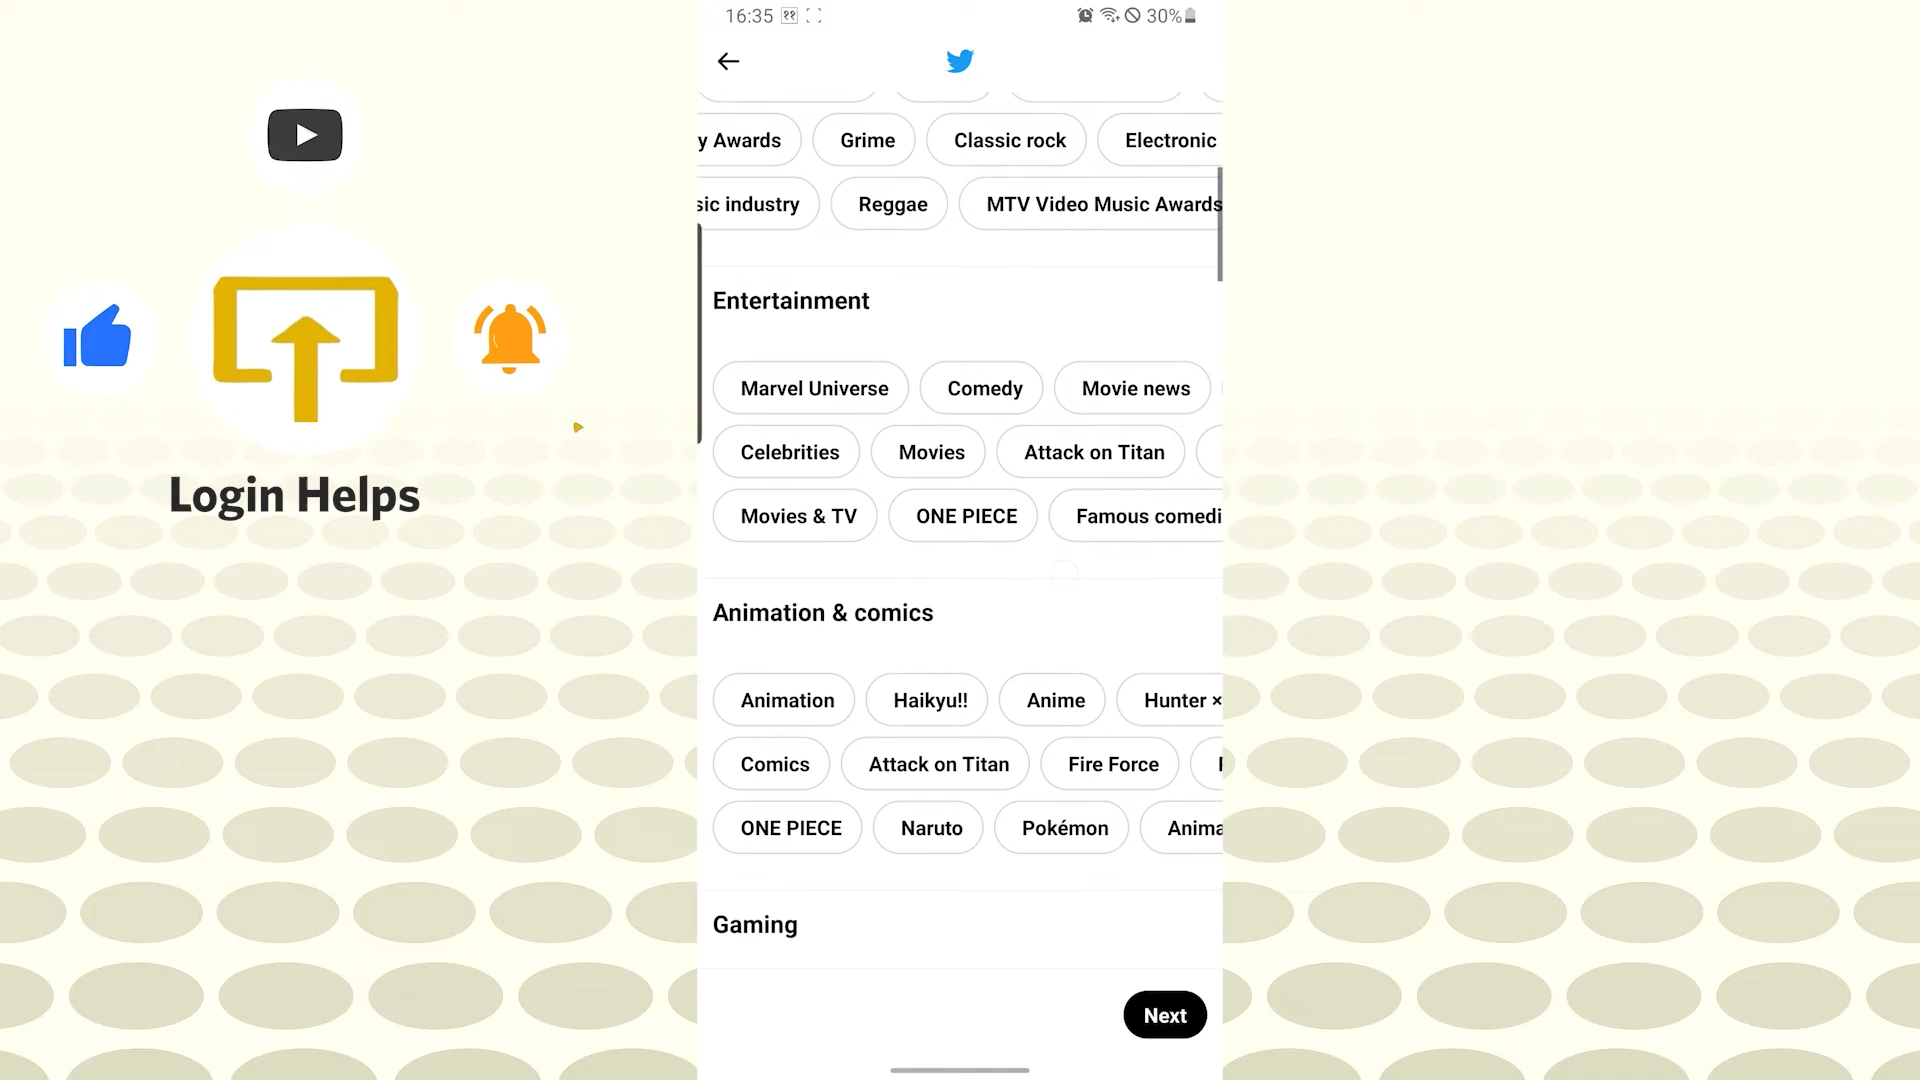 16:35
30%
y Awards Grime Classic rock Electronic
sic industry Reggae MTV Video Music Awards
Entertainment
Marvel Universe Comedy Movie news
Celebrities Movies Attack on Titan
Movies & TV ONE PIECE Famous comedi
Animation & comics
Animation Haikyu!! Anime Hunter ×
Comics Attack on Titan Fire Force
ONE PIECE Naruto Pokémon Anima
Gaming
Next
Login Helps